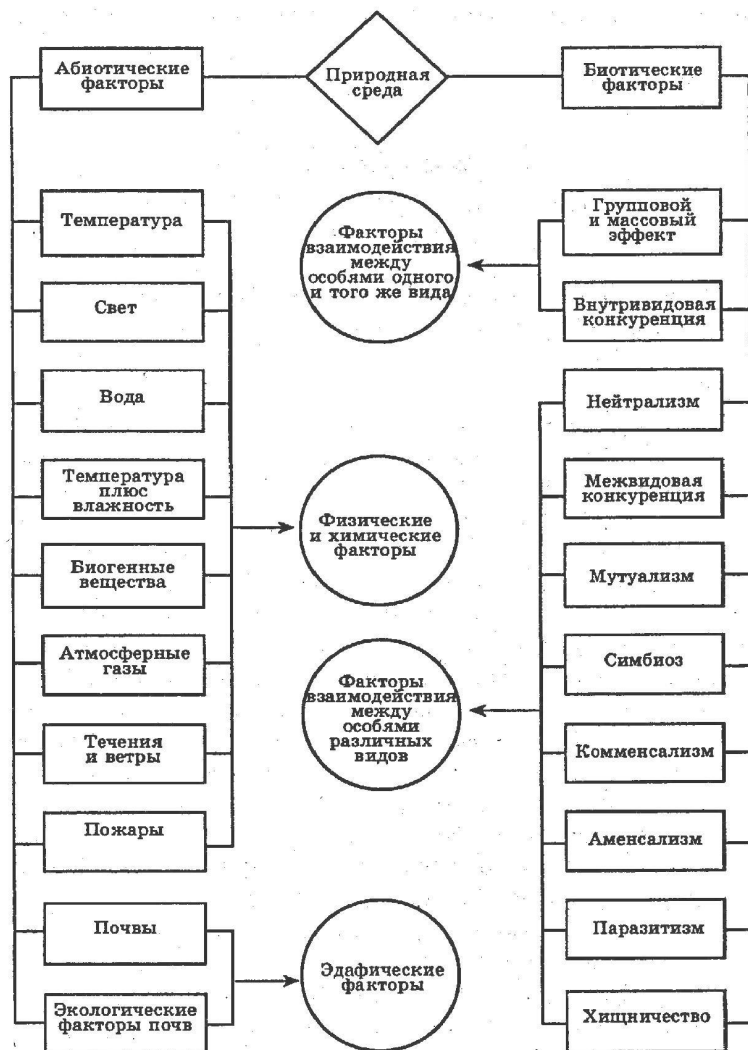 Абиотические
факторы
Природная
среда
Биотические
факторы
Температура
Свет
Вода
Температура
плюс
влажность
Биогенные
вещества
Атмосферные
газы
Течения
и ветры
Пожары
Почвы
Экологические
факторы почв
Факторы
взаимодействия
между
особями одного
и того же вида
Физические
и химические
факторы
Факторы
взаимодействия
между
особями
различных
видов
Эдафические
факторы
Групповой
и массовый
эффект
Внутривидовая
конкуренция
Нейтрализм
Межвидовая
конкуренция
Мутуализм
Симбиоз
Комменсализм
Аменсализм
Паразитизм
Хищничество